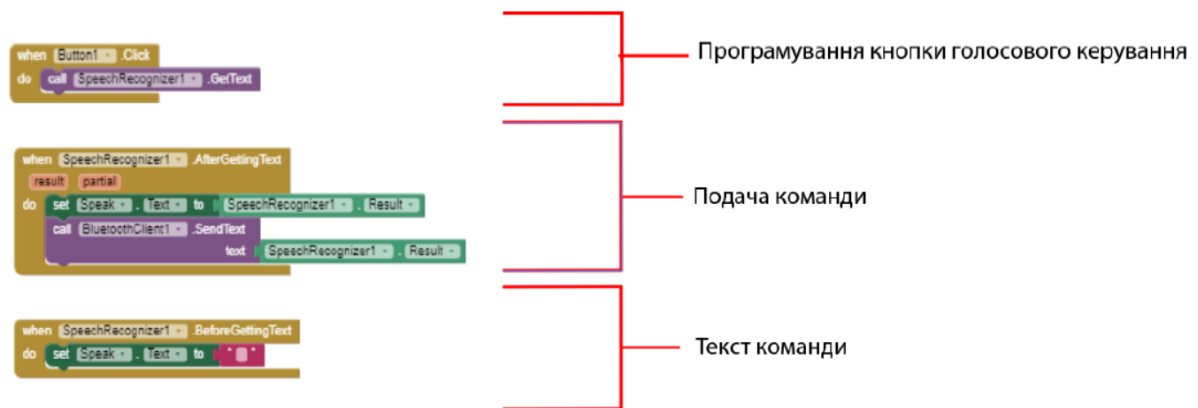 when Button1 .Click
do call SpeechRecognizer1 .GetText
Програмування кнопки голосового керування
when SpeechRecognizer1 .AfterGettingText
result partial
do set Speak . Text to SpeechRecognizer1 . Result
call BluetoothClient1 .SendText
text SpeechRecognizer1 . Result
Подача команди
when SpeechRecognizer1 .BeforeGettingText
do set Speak . Text to " "
Текст команди